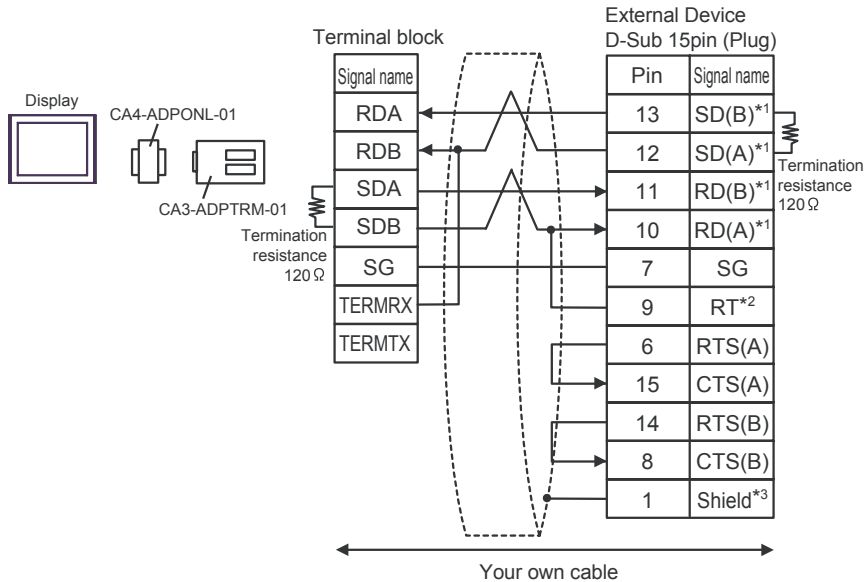 External Device
D-Sub 15pin (Plug)
Terminal block
Signal name
RDA
RDB
SDA
SDB
SG
TERMRX
TERMTX
Display
CA4-ADPONL-01
CA3-ADPTRM-01
Termination
resistance
120Ω
Pin Signal name
13 SD(B)*1
12 SD(A)*1
11 RD(B)*1
10 RD(A)*1
7 SG
9 RT*2
6 RTS(A)
15 CTS(A)
14 RTS(B)
8 CTS(B)
1 Shield*3
Termination
resistance
120Ω
Your own cable